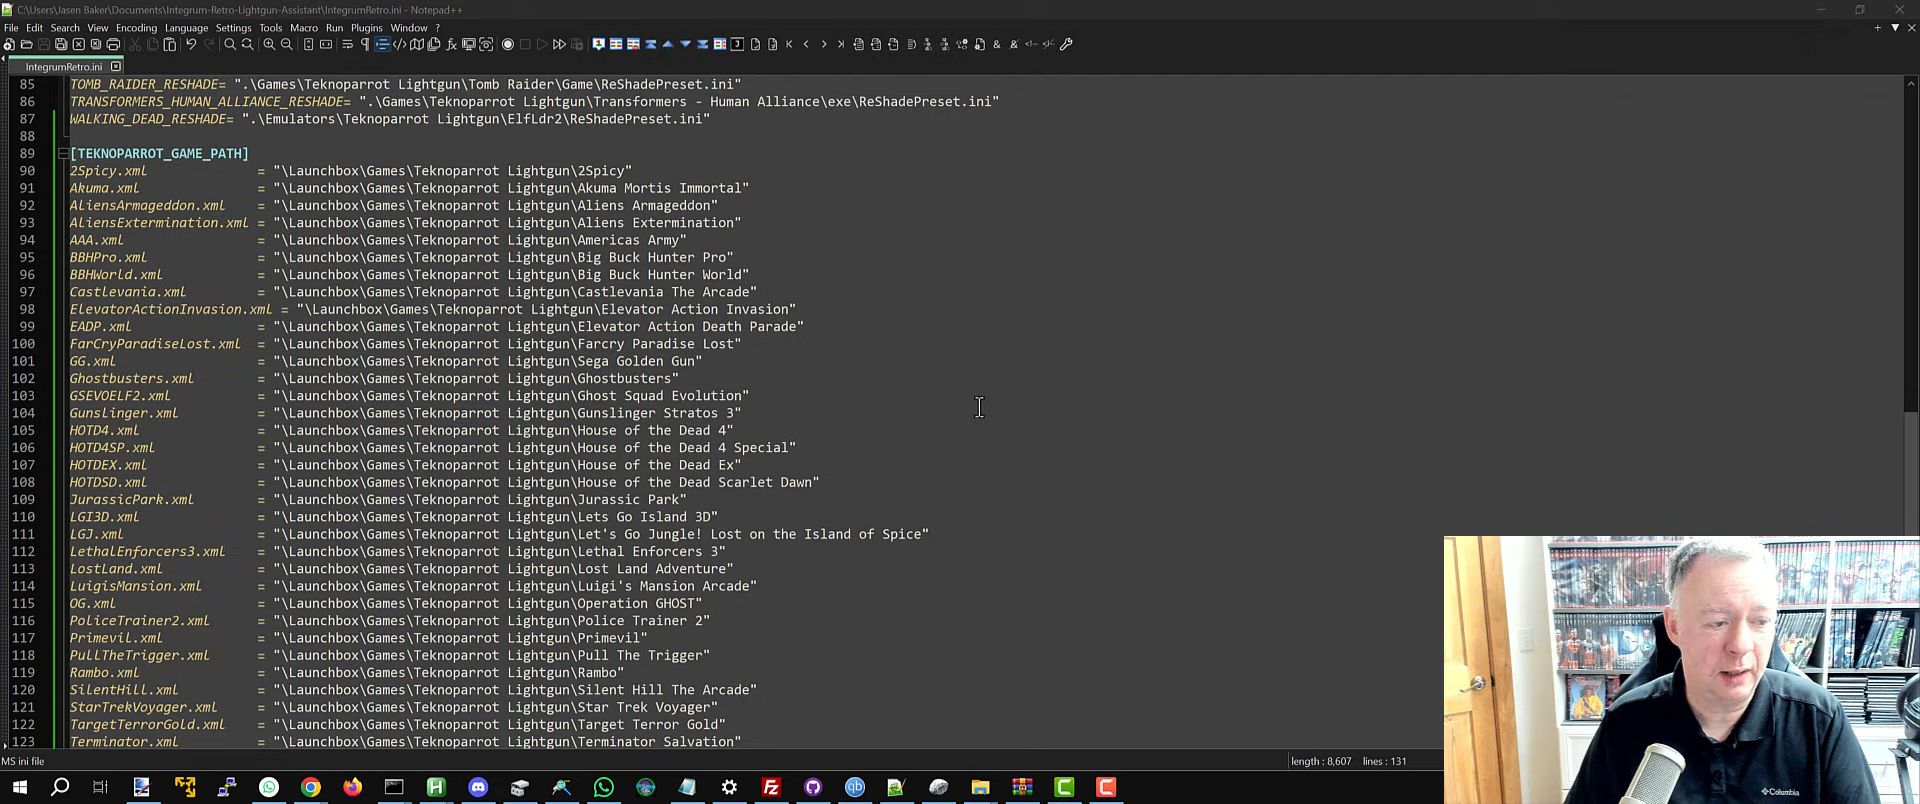 C:\Users\Jasen Baker\Documents\Integrum-Retro-Lightgun-Assistant\IntegrumRetro.ini - Notepad++
File Edit Search View Encoding Language Settings Tools Macro Run Plugins Window ?
IntegrumRetro.ini
85 TOMB_RAIDER_RESHADE= ".\Games\Teknoparrot Lightgun\Tomb Raider\Game\ReShadePreset.ini"
86 TRANSFORMERS_HUMAN_ALLIANCE_RESHADE= ".\Games\Teknoparrot Lightgun\Transformers - Human Alliance\exe\ReShadePreset.ini"
87 WALKING_DEAD_RESHADE= ".\Emulators\Teknoparrot Lightgun\ElfLdr2\ReShadePreset.ini"
88
89 [TEKNOPARROT_GAME_PATH]
90 2Spicy.xml = "\Launchbox\Games\Teknoparrot Lightgun\2Spicy"
91 Akuma.xml = "\Launchbox\Games\Teknoparrot Lightgun\Akuma Mortis Immortal"
92 AliensArmageddon.xml = "\Launchbox\Games\Teknoparrot Lightgun\Aliens Armageddon"
93 AliensExtermination.xml = "\Launchbox\Games\Teknoparrot Lightgun\Aliens Extermination"
94 AAA.xml = "\Launchbox\Games\Teknoparrot Lightgun\Americas Army"
95 BBHPro.xml = "\Launchbox\Games\Teknoparrot Lightgun\Big Buck Hunter Pro"
96 BBHWorld.xml = "\Launchbox\Games\Teknoparrot Lightgun\Big Buck Hunter World"
97 Castlevania.xml = "\Launchbox\Games\Teknoparrot Lightgun\Castlevania The Arcade"
98 ElevatorActionInvasion.xml = "\Launchbox\Games\Teknoparrot Lightgun\Elevator Action Invasion"
99 EADP.xml = "\Launchbox\Games\Teknoparrot Lightgun\Elevator Action Death Parade"
100 FarCryParadiseLost.xml = "\Launchbox\Games\Teknoparrot Lightgun\Farcry Paradise Lost"
101 GG.xml = "\Launchbox\Games\Teknoparrot Lightgun\Sega Golden Gun"
102 Ghostbusters.xml = "\Launchbox\Games\Teknoparrot Lightgun\Ghostbusters"
103 GSEVOELF2.xml = "\Launchbox\Games\Teknoparrot Lightgun\Ghost Squad Evolution"
104 Gunslinger.xml = "\Launchbox\Games\Teknoparrot Lightgun\Gunslinger Stratos 3"
105 HOTD4.xml = "\Launchbox\Games\Teknoparrot Lightgun\House of the Dead 4"
106 HOTD4SP.xml = "\Launchbox\Games\Teknoparrot Lightgun\House of the Dead 4 Special"
107 HOTDEX.xml = "\Launchbox\Games\Teknoparrot Lightgun\House of the Dead Ex"
108 HOTDSD.xml = "\Launchbox\Games\Teknoparrot Lightgun\House of the Dead Scarlet Dawn"
109 JurassicPark.xml = "\Launchbox\Games\Teknoparrot Lightgun\Jurassic Park"
110 LGI3D.xml = "\Launchbox\Games\Teknoparrot Lightgun\Lets Go Island 3D"
111 LGJ.xml = "\Launchbox\Games\Teknoparrot Lightgun\Let's Go Jungle! Lost on the Island of Spice"
112 LethalEnforcers3.xml = "\Launchbox\Games\Teknoparrot Lightgun\Lethal Enforcers 3"
113 LostLand.xml = "\Launchbox\Games\Teknoparrot Lightgun\Lost Land Adventure"
114 LuigisMansion.xml = "\Launchbox\Games\Teknoparrot Lightgun\Luigi's Mansion Arcade"
115 OG.xml = "\Launchbox\Games\Teknoparrot Lightgun\Operation GHOST"
116 PoliceTrainer2.xml = "\Launchbox\Games\Teknoparrot Lightgun\Police Trainer 2"
117 Primevil.xml = "\Launchbox\Games\Teknoparrot Lightgun\Primevil"
118 PullTheTrigger.xml = "\Launchbox\Games\Teknoparrot Lightgun\Pull The Trigger"
119 Rambo.xml = "\Launchbox\Games\Teknoparrot Lightgun\Rambo"
120 SilentHill.xml = "\Launchbox\Games\Teknoparrot Lightgun\Silent Hill The Arcade"
121 StarTrekVoyager.xml = "\Launchbox\Games\Teknoparrot Lightgun\Star Trek Voyager"
122 TargetTerrorGold.xml = "\Launchbox\Games\Teknoparrot Lightgun\Target Terror Gold"
123 Terminator.xml = "\Launchbox\Games\Teknoparrot Lightgun\Terminator Salvation"
MS ini file length : 8,607 lines : 131
Columbia